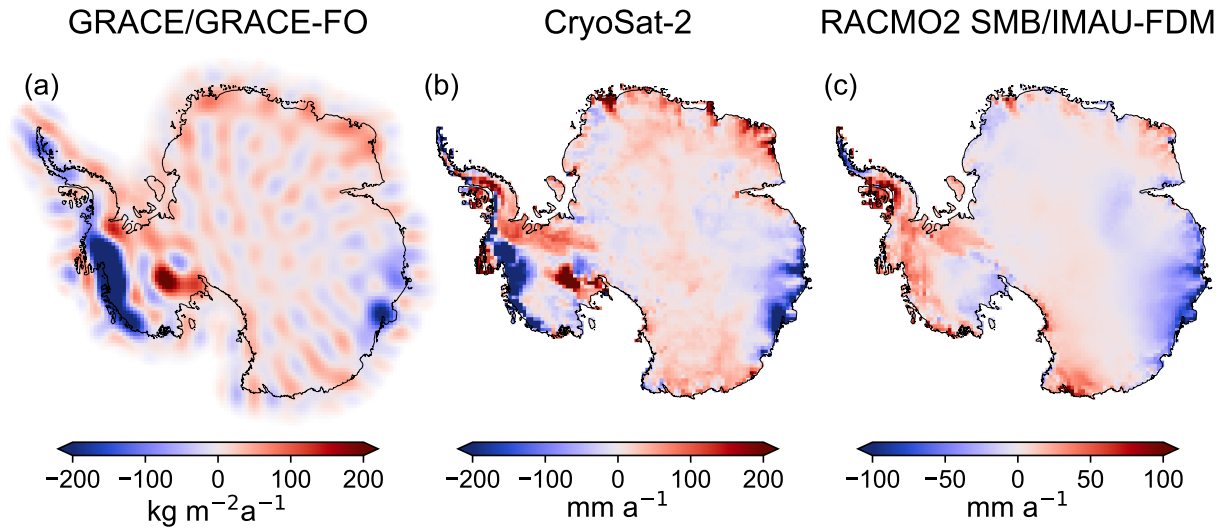 GRACE/GRACE-FO
CryoSat-2
RACMO2 SMB/IMAU-FDM
(a)
(b)
(c)
−200 −100 0 100 200
kg m⁻²a⁻¹
−200 −100 0 100 200
mm a⁻¹
−100 −50 0 50 100
mm a⁻¹